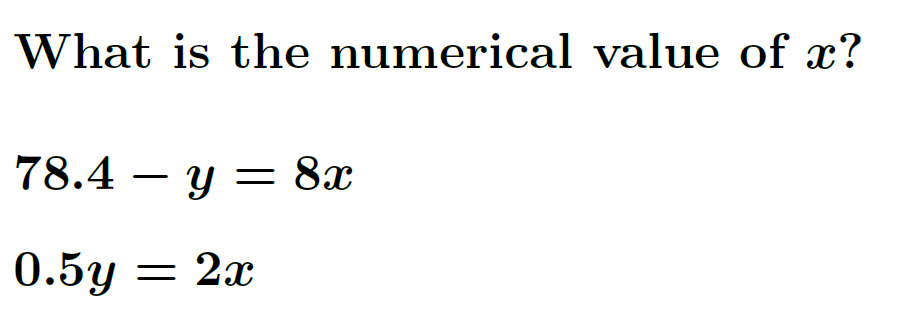 What is the numerical value of x?
78.4 − y = 8x
0.5y = 2x